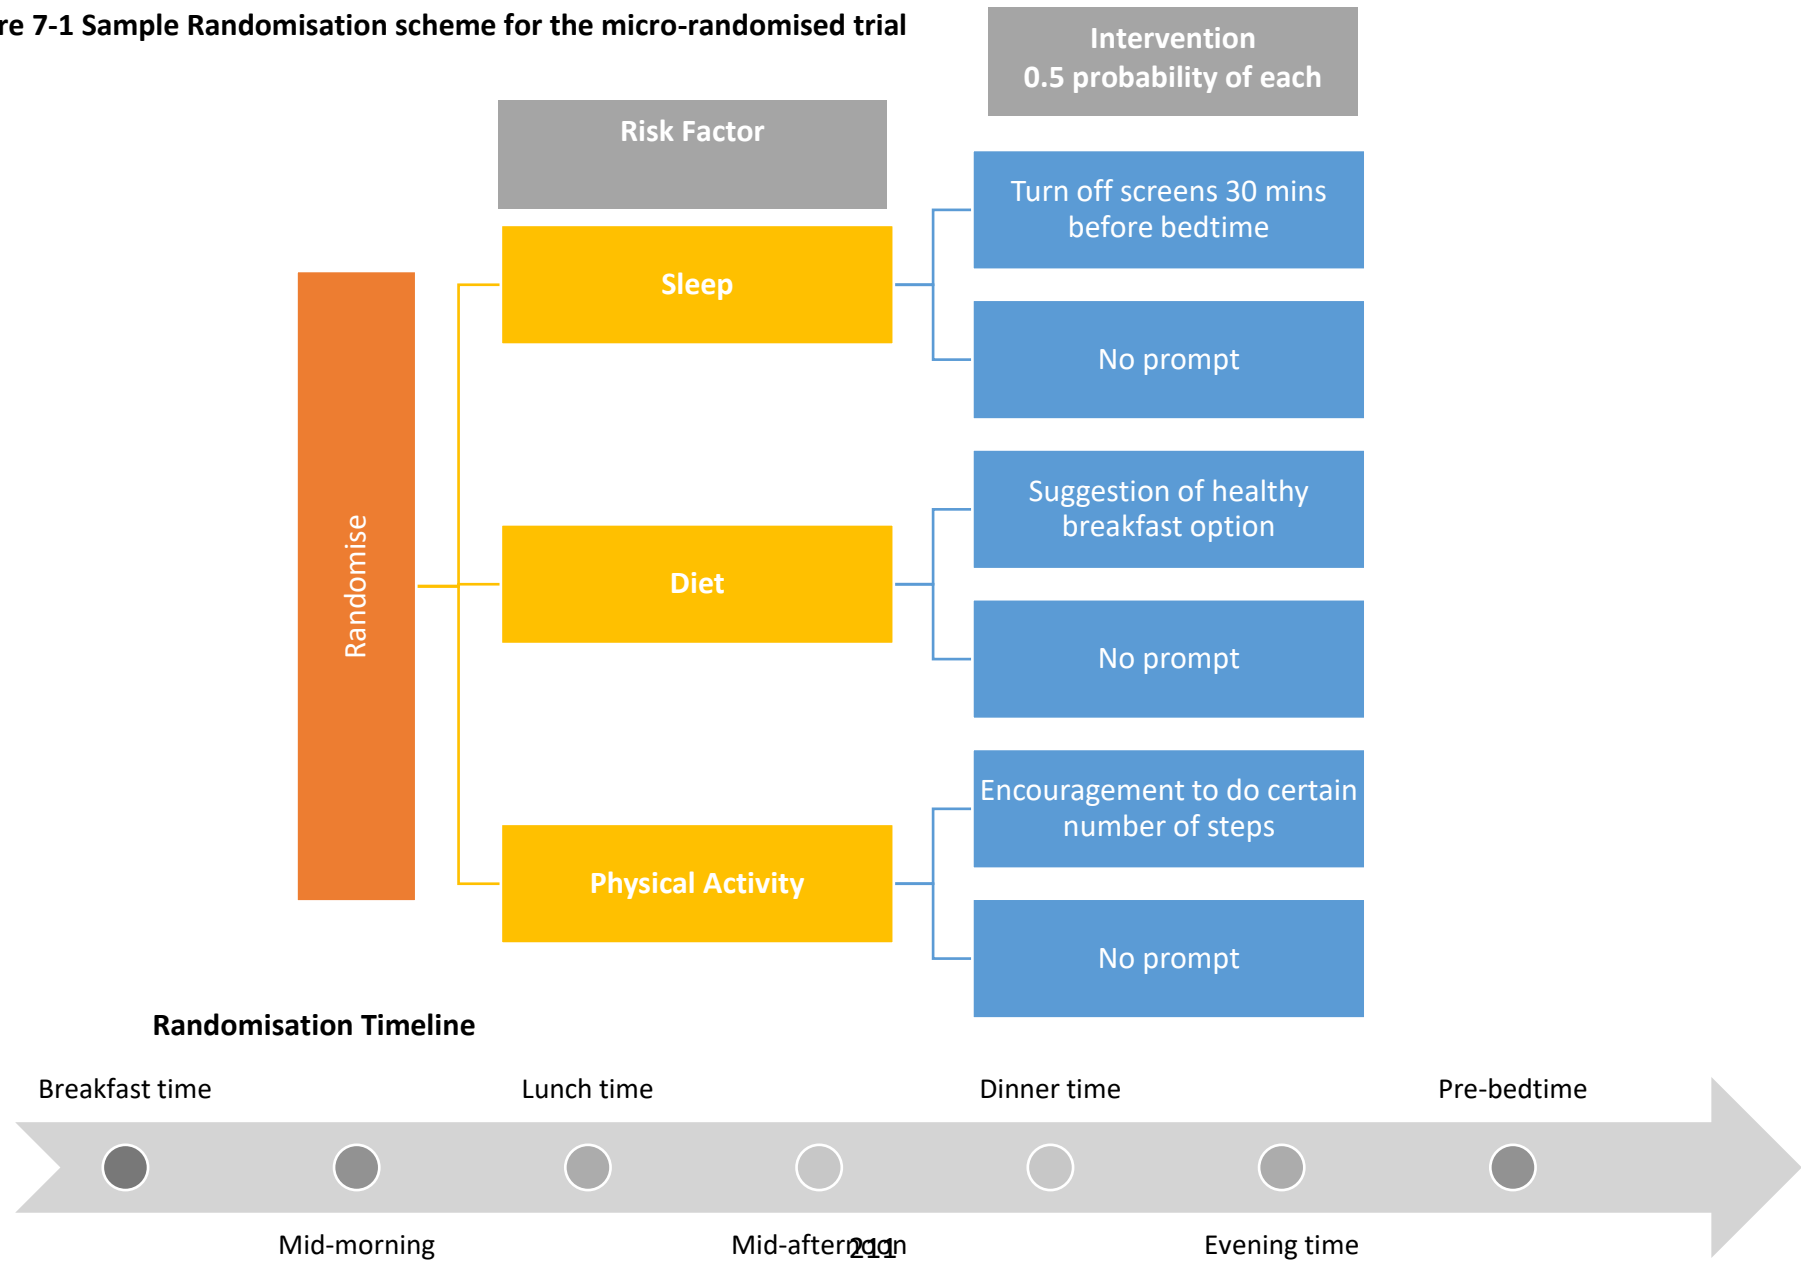 re 7-1 Sample Randomisation scheme for the micro-randomised trial
Intervention
0.5 probability of each
Risk Factor
Turn off screens 30 mins
before bedtime
Sleep
No prompt
Suggestion of healthy
breakfast option
Randomise
Diet
No prompt
Encouragement to do certain
number of steps
Physical Activity
No prompt
Randomisation Timeline
Breakfast time
Lunch time
Dinner time
Pre-bedtime
Mid-morning
Mid-afternoon
211
Evening time